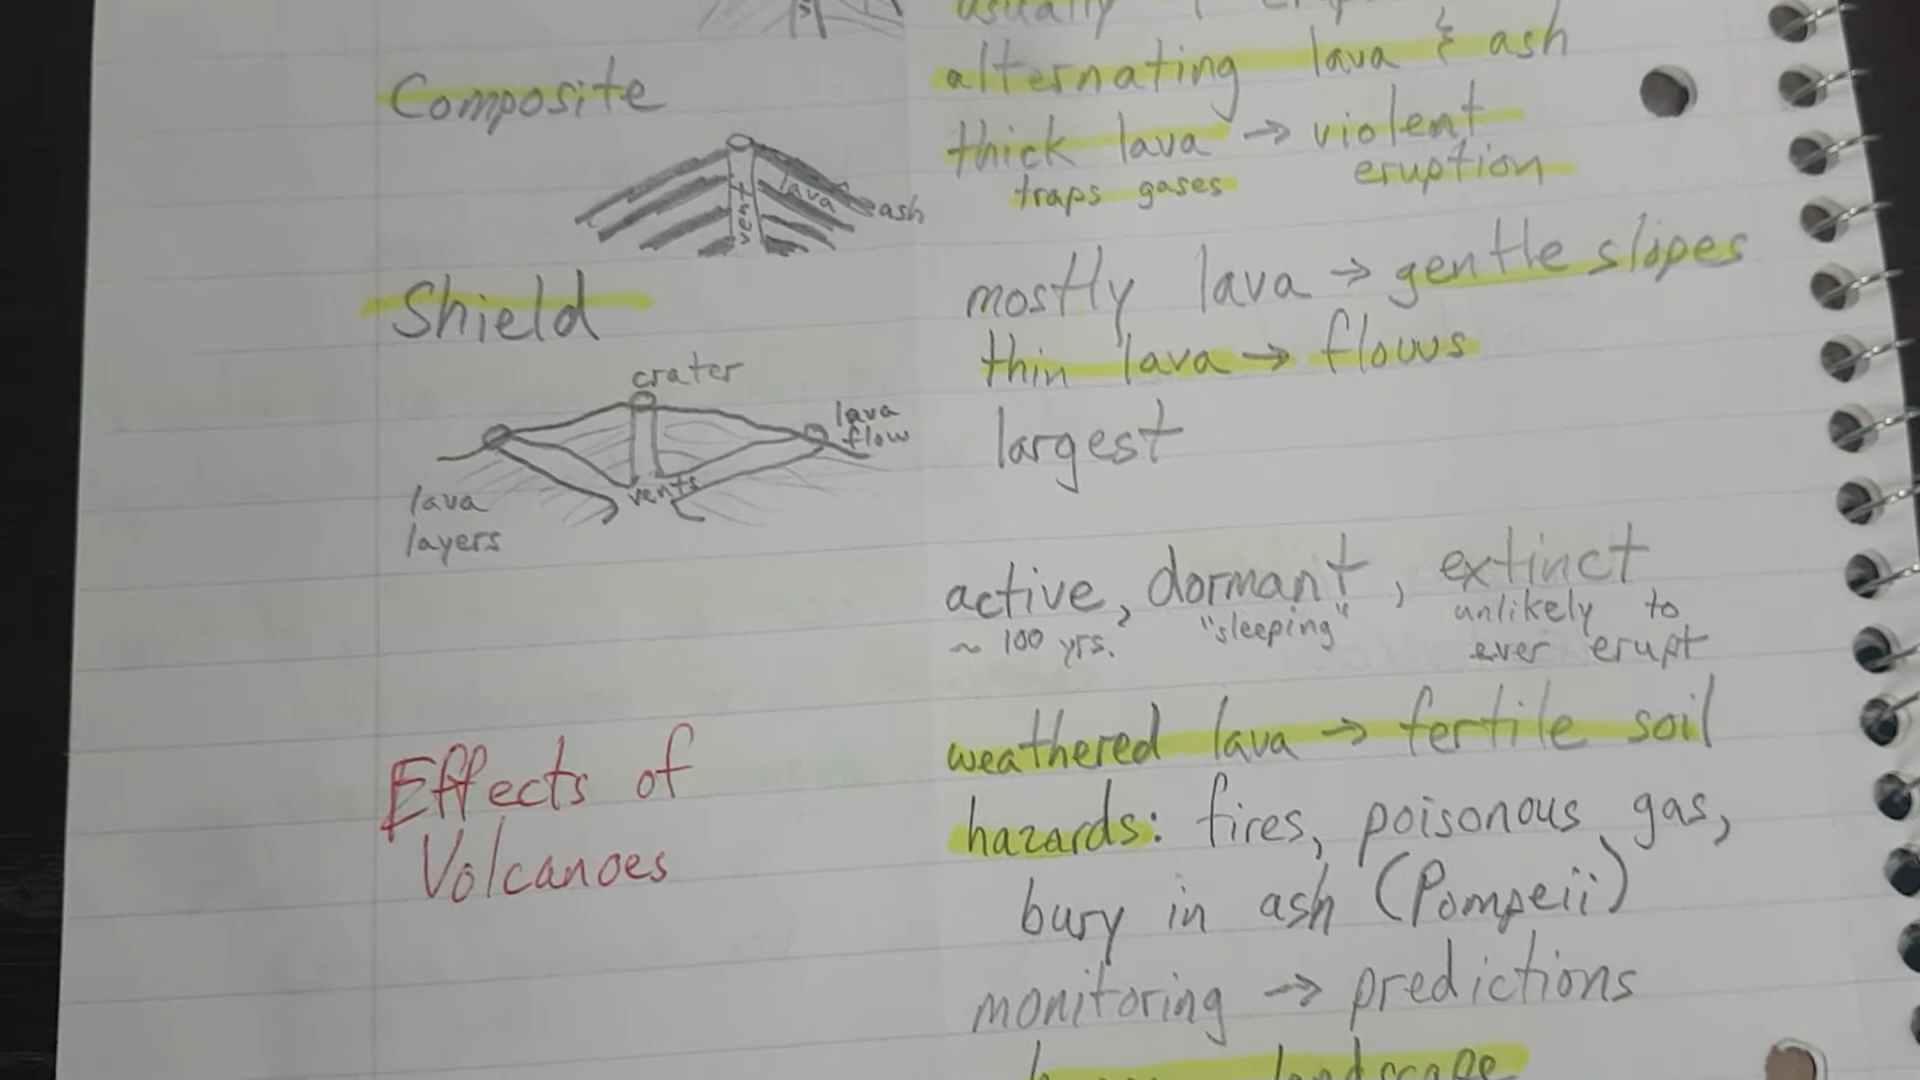 usually
alternating lava & ash
Composite
thick lava → violent
traps gases eruption
lava
ash
vent
mostly lava → gentle slopes
Shield
thin lava → flows
crater
lava
flow
largest
vents
lava
layers
active, dormant, extinct
~ 100 yrs. "sleeping" unlikely to
ever erupt
weathered lava → fertile soil
Effects of
Volcanoes
hazards: fires, poisonous gas,
bury in ash (Pompeii)
monitoring → predictions
landscape